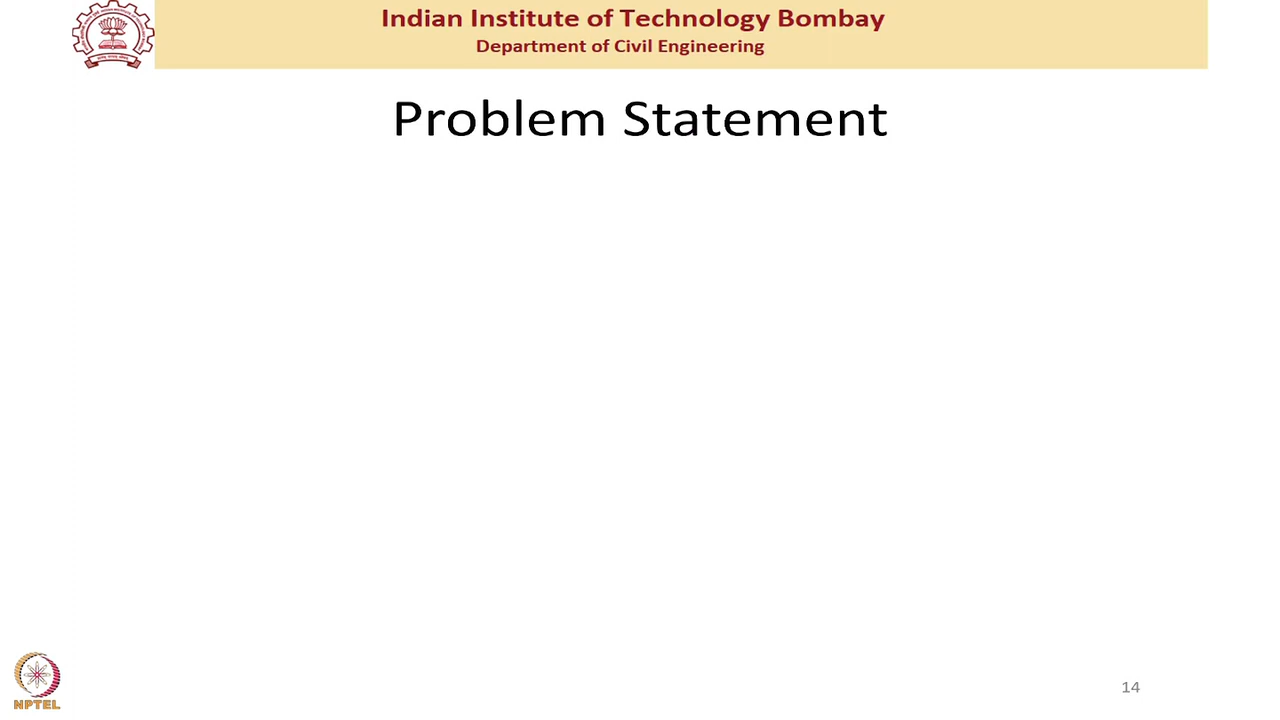 Indian Institute of Technology Bombay
Department of Civil Engineering
Problem Statement
NPTEL
14